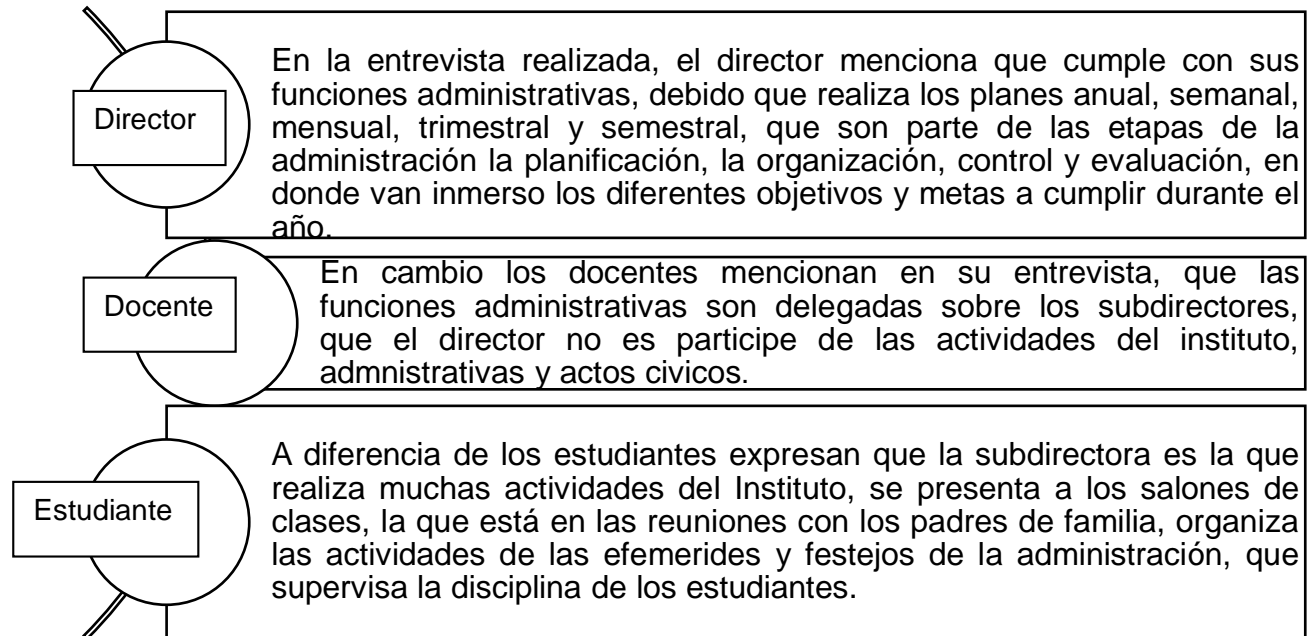 Director
En la entrevista realizada, el director menciona que cumple con sus
funciones administrativas, debido que realiza los planes anual, semanal,
mensual, trimestral y semestral, que son parte de las etapas de la
administración la planificación, la organización, control y evaluación, en
donde van inmerso los diferentes objetivos y metas a cumplir durante el
año.
Docente
En cambio los docentes mencionan en su entrevista, que las
funciones administrativas son delegadas sobre los subdirectores,
que el director no es participe de las actividades del instituto,
admnistrativas y actos civicos.
Estudiante
A diferencia de los estudiantes expresan que la subdirectora es la que
realiza muchas actividades del Instituto, se presenta a los salones de
clases, la que está en las reuniones con los padres de familia, organiza
las actividades de las efemerides y festejos de la administración, que
supervisa la disciplina de los estudiantes.